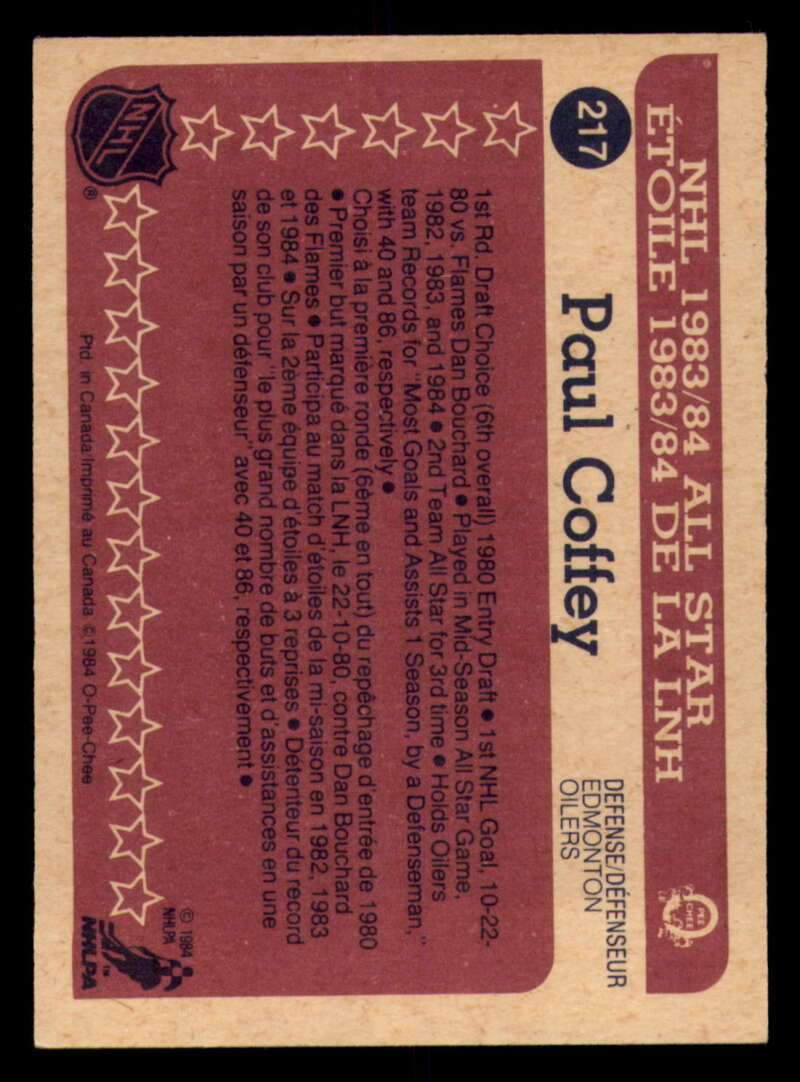 NHL 1983/84 ALL STAR
ÉTOILE 1983/84 DE LA LNH
O
PEE
CHEE
217
Paul Coffey
DEFENSE/DÉFENSEUR
EDMONTON
OILERS
1st Rd. Draft Choice (6th overall) 1980 Entry Draft ● 1st NHL Goal, 10-22-
80 vs. Flames Dan Bouchard ● Played in Mid-Season All Star Game,
1982, 1983, and 1984 ● 2nd Team All Star for 3rd time ● Holds Oilers
team Records for "Most Goals and Assists 1 Season, by a Defenseman,"
with 40 and 86, respectively ●
Choisi à la première ronde (6ème en tout) du repêchage d'entrée de 1980
● Premier but marqué dans la LNH, le 22-10-80, contre Dan Bouchard
des Flames ● Participa au match d'étoiles de la mi-saison en 1982, 1983
et 1984 ● Sur la 2ème équipe d'étoiles à 3 reprises ● Détenteur du record
de son club pour "le plus grand nombre de buts et d'assistances en une
saison par un défenseur" avec 40 et 86, respectivement ●
NHL
®
© 1984
NHLPA
NHLPA
™
Ptd. in Canada/Imprimé au Canada ©1984 O-Pee-Chee